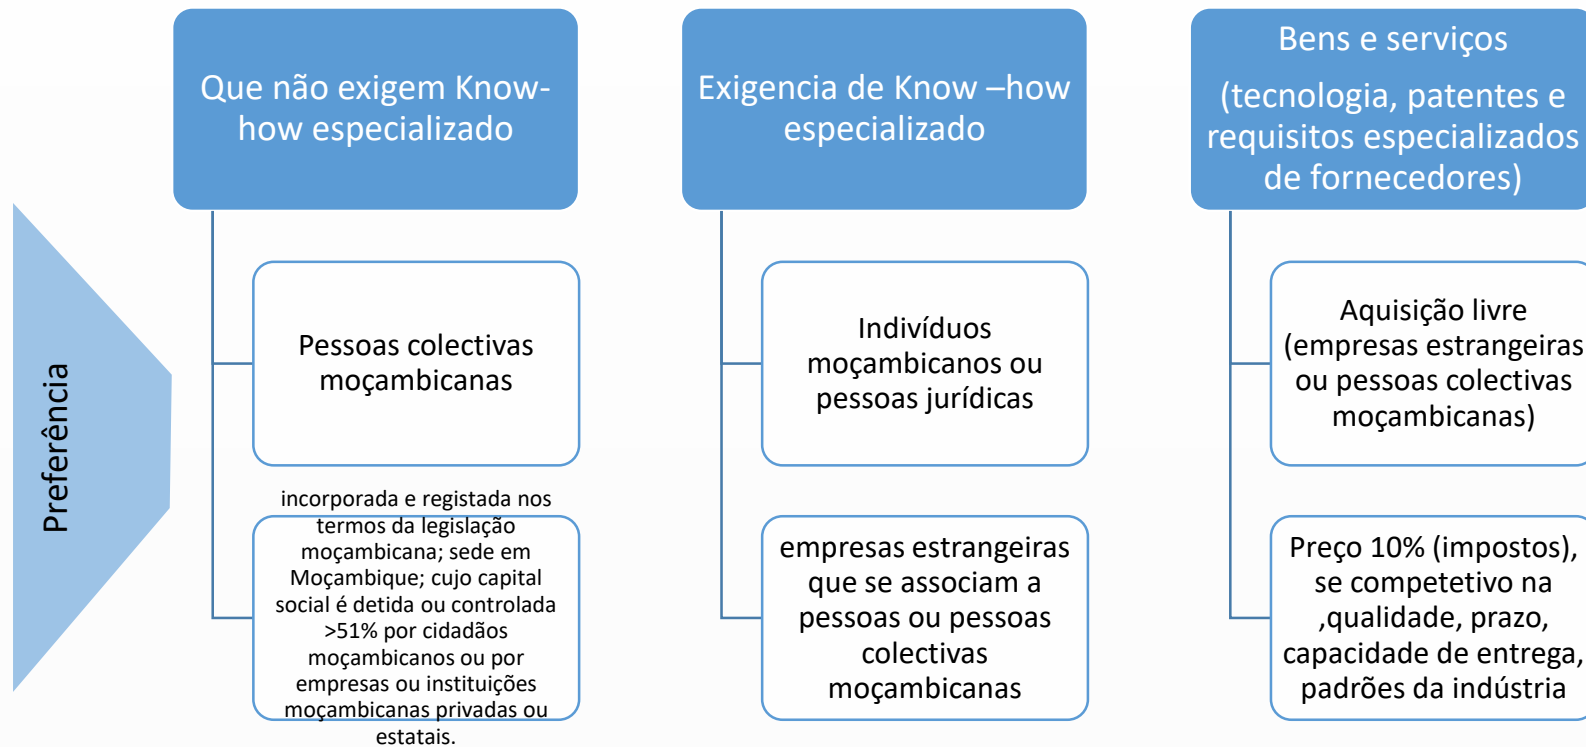 Preferência
Que não exigem Know-
how especializado
Pessoas colectivas
moçambicanas
incorporada e registada nos
termos da legislação
moçambicana; sede em
Moçambique; cujo capital
social é detida ou controlada
>51% por cidadãos
moçambicanos ou por
empresas ou instituições
moçambicanas privadas ou
estatais.
Exigencia de Know –how
especializado
Indivíduos
moçambicanos ou
pessoas jurídicas
empresas estrangeiras
que se associam a
pessoas ou pessoas
colectivas
moçambicanas
Bens e serviços
(tecnologia, patentes e
requisitos especializados
de fornecedores)
Aquisição livre
(empresas estrangeiras
ou pessoas colectivas
moçambicanas)
Preço 10% (impostos),
se competetivo na
,qualidade, prazo,
capacidade de entrega,
padrões da indústria